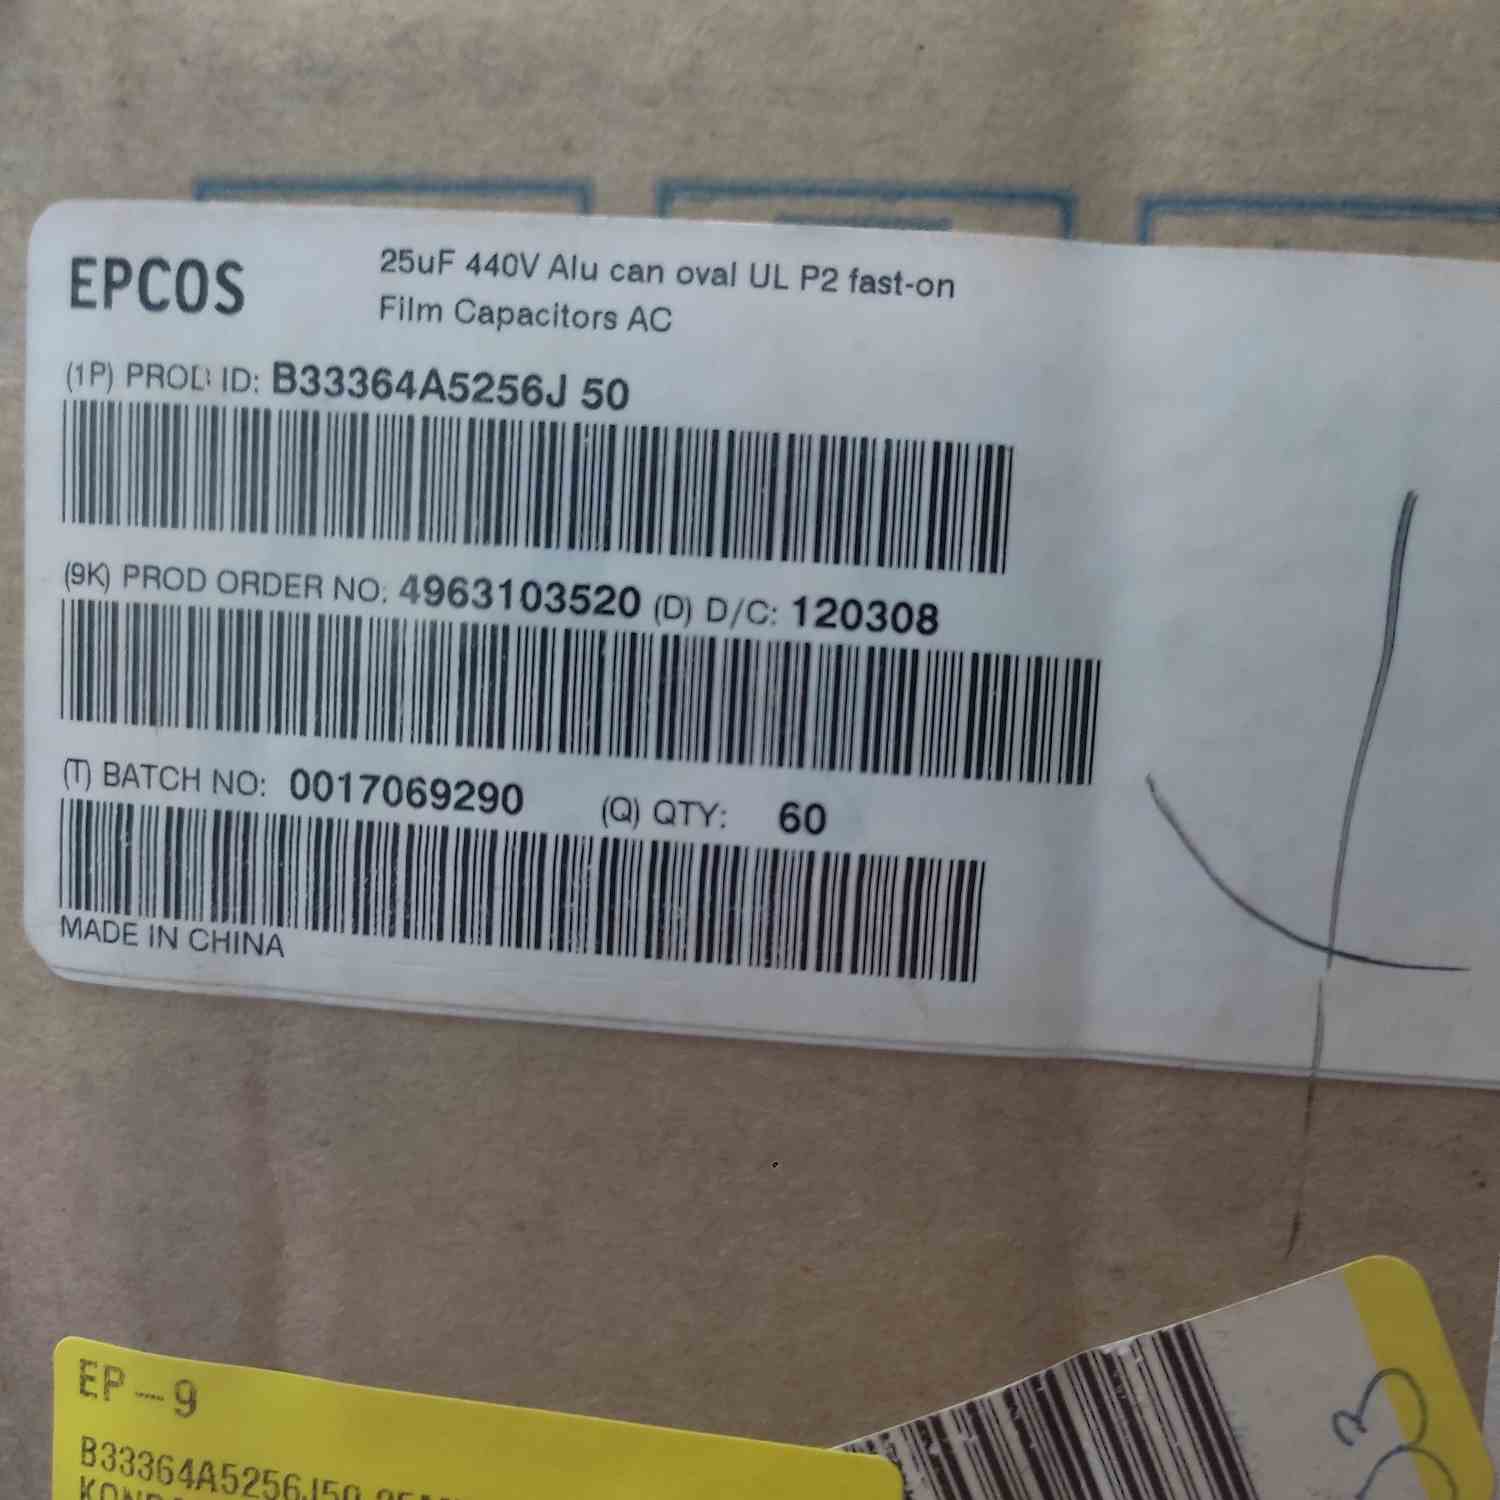 EPCOS
25uF 440V Alu can oval UL P2 fast-on
Film Capacitors AC
(1P) PROD ID: B33364A5256J 50
(9K) PROD ORDER NO: 4963103520 (D) D/C: 120308
(T) BATCH NO: 0017069290 (Q) QTY: 60
MADE IN CHINA
EP-9
B33364A5256J50